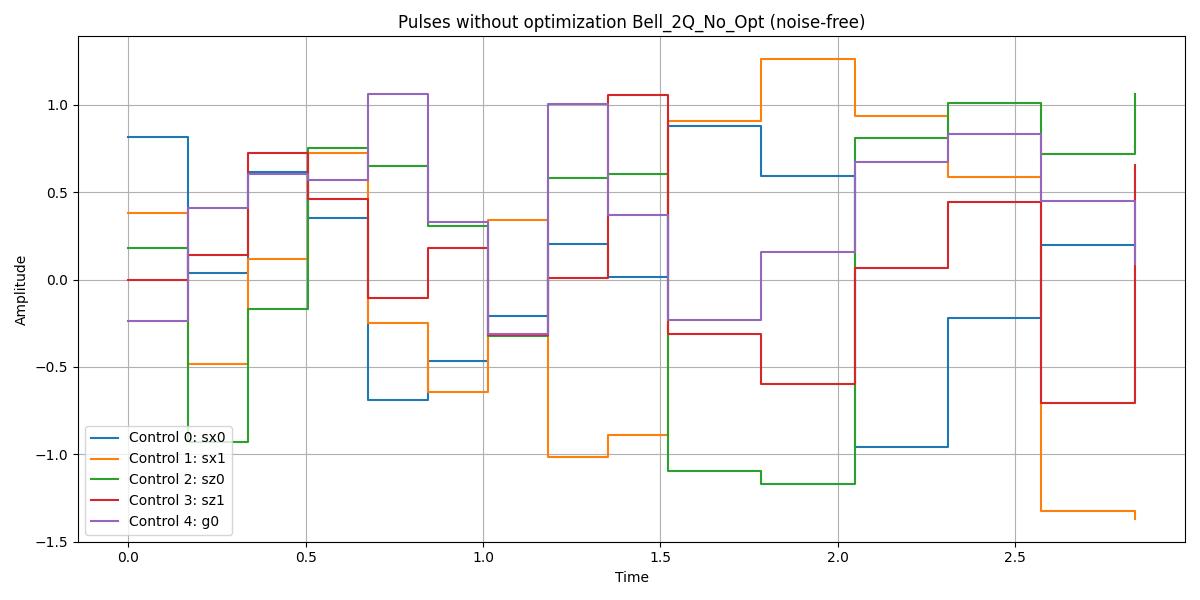 Pulses without optimization Bell_2Q_No_Opt (noise-free)
Amplitude
1.0
0.5
0.0
−0.5
−1.0
−1.5
Control 0: sx0
Control 1: sx1
Control 2: sz0
Control 3: sz1
Control 4: g0
0.0 0.5 1.0 1.5 2.0 2.5
Time